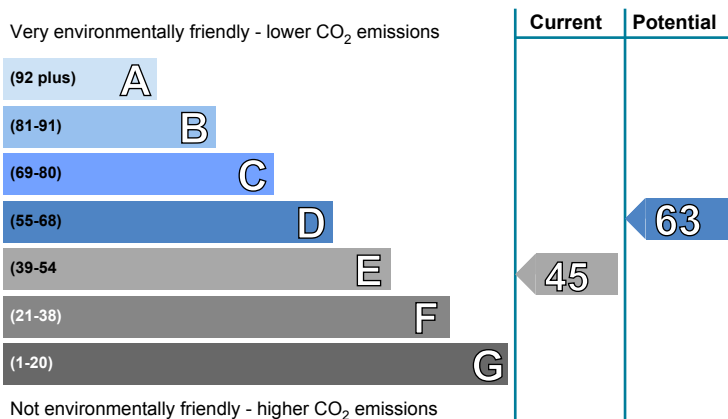 Very environmentally friendly - lower CO2 emissions
Current
Potential
(92 plus) A
(81-91) B
(69-80) C
(55-68) D
63
(39-54 E
45
(21-38) F
(1-20) G
Not environmentally friendly - higher CO2 emissions